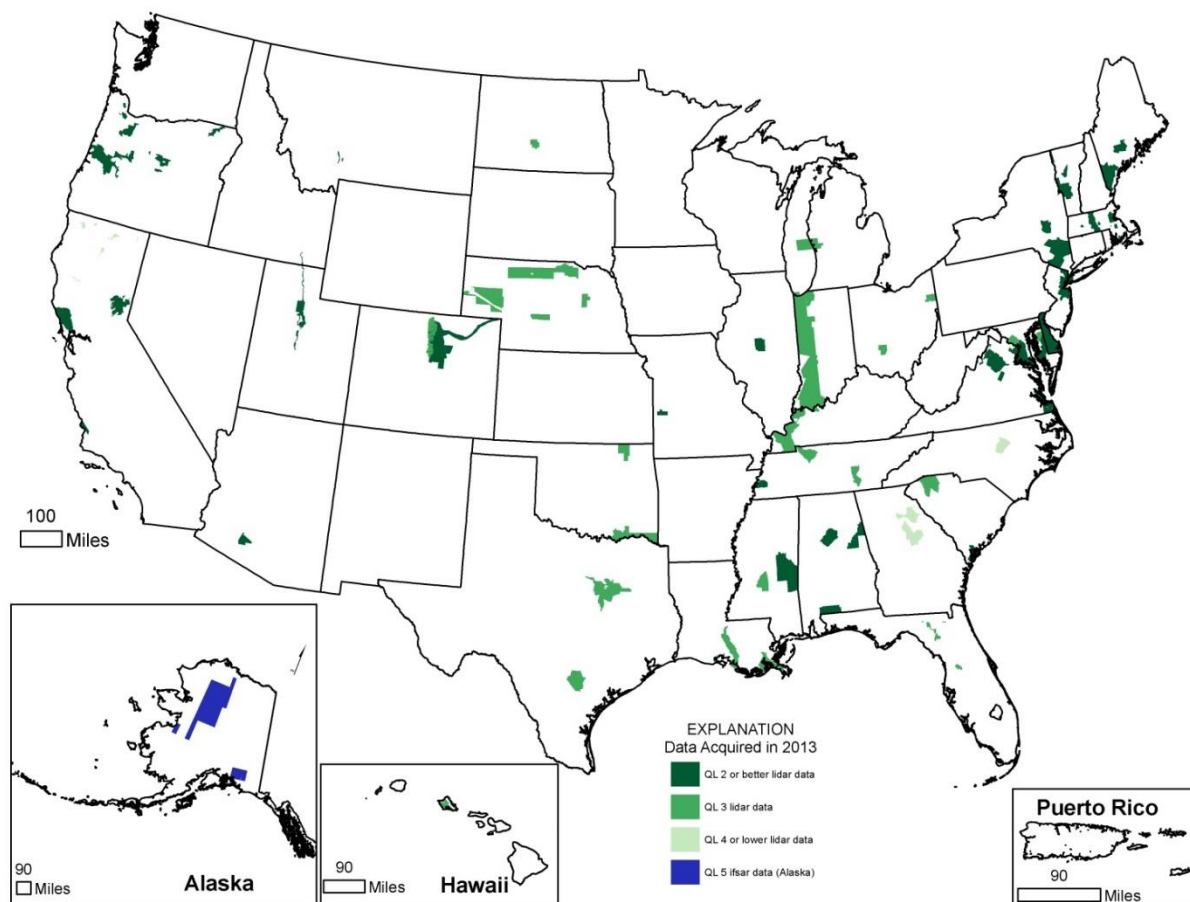 100
Miles
EXPLANATION
Data Acquired in 2013
QL 2 or better lidar data
QL 3 lidar data
QL 4 or lower lidar data
QL 5 ifsar data (Alaska)
90
Miles
Alaska
90
Miles
Hawaii
Puerto Rico
90
Miles